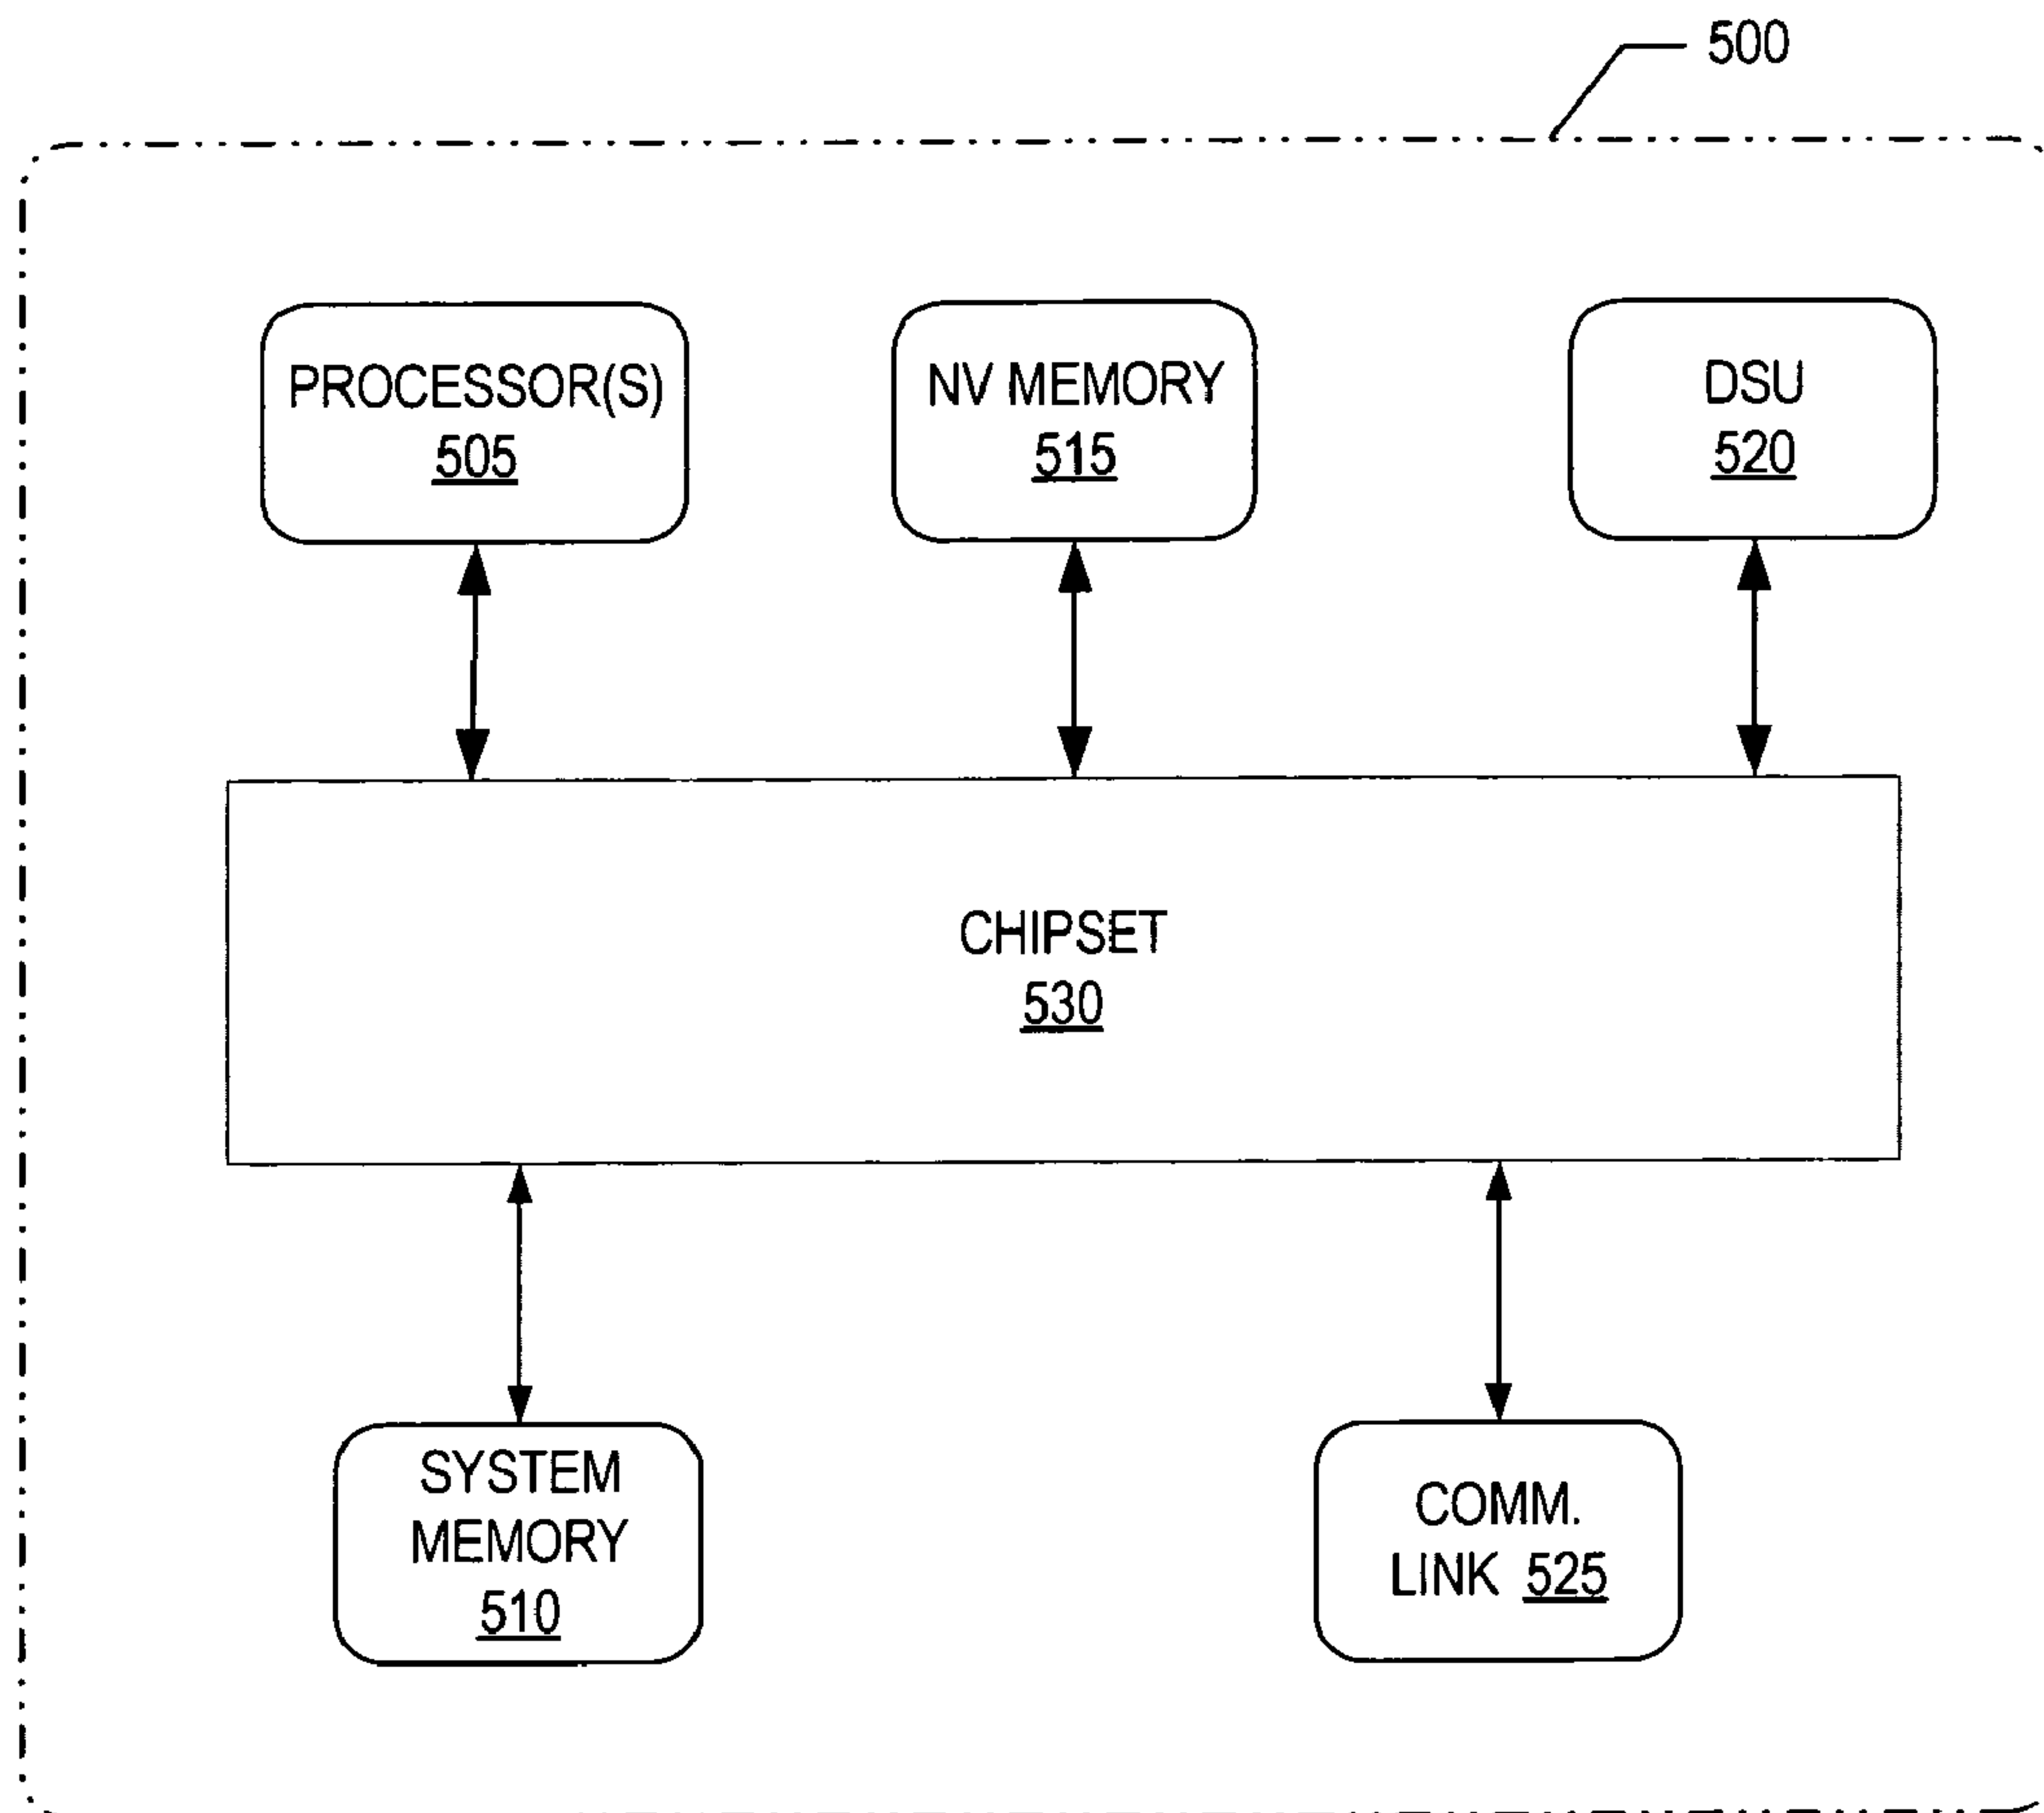 500
PROCESSOR(S)
505
NV MEMORY
515
DSU
520
CHIPSET
530
SYSTEM
MEMORY
510
COMM.
LINK 525